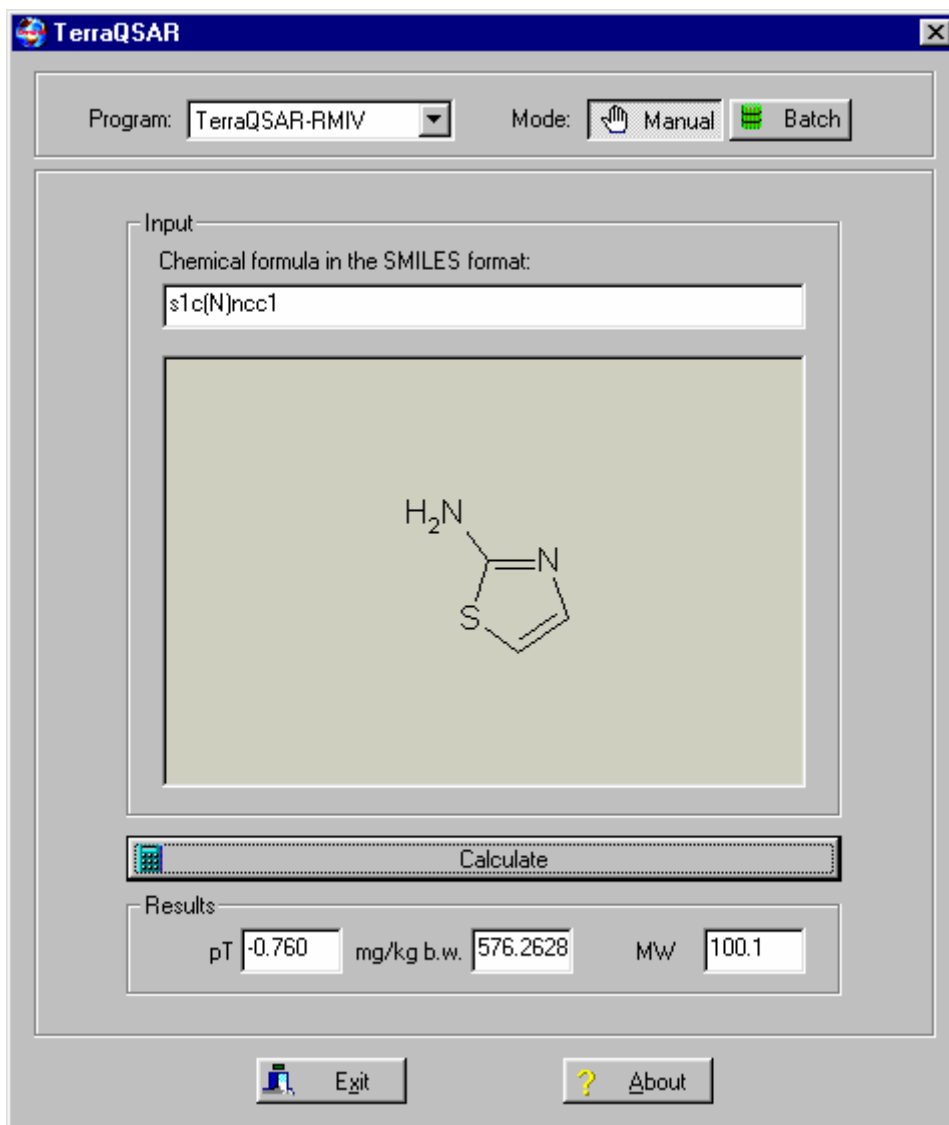 TerraQSAR
Program: TerraQSAR-RMIV Mode: Manual Batch
Input
Chemical formula in the SMILES format:
s1c(N)ncc1
H₂N
N
S
Calculate
Results
pT -0.760 mg/kg b.w. 576.2628 MW 100.1
Exit ? About